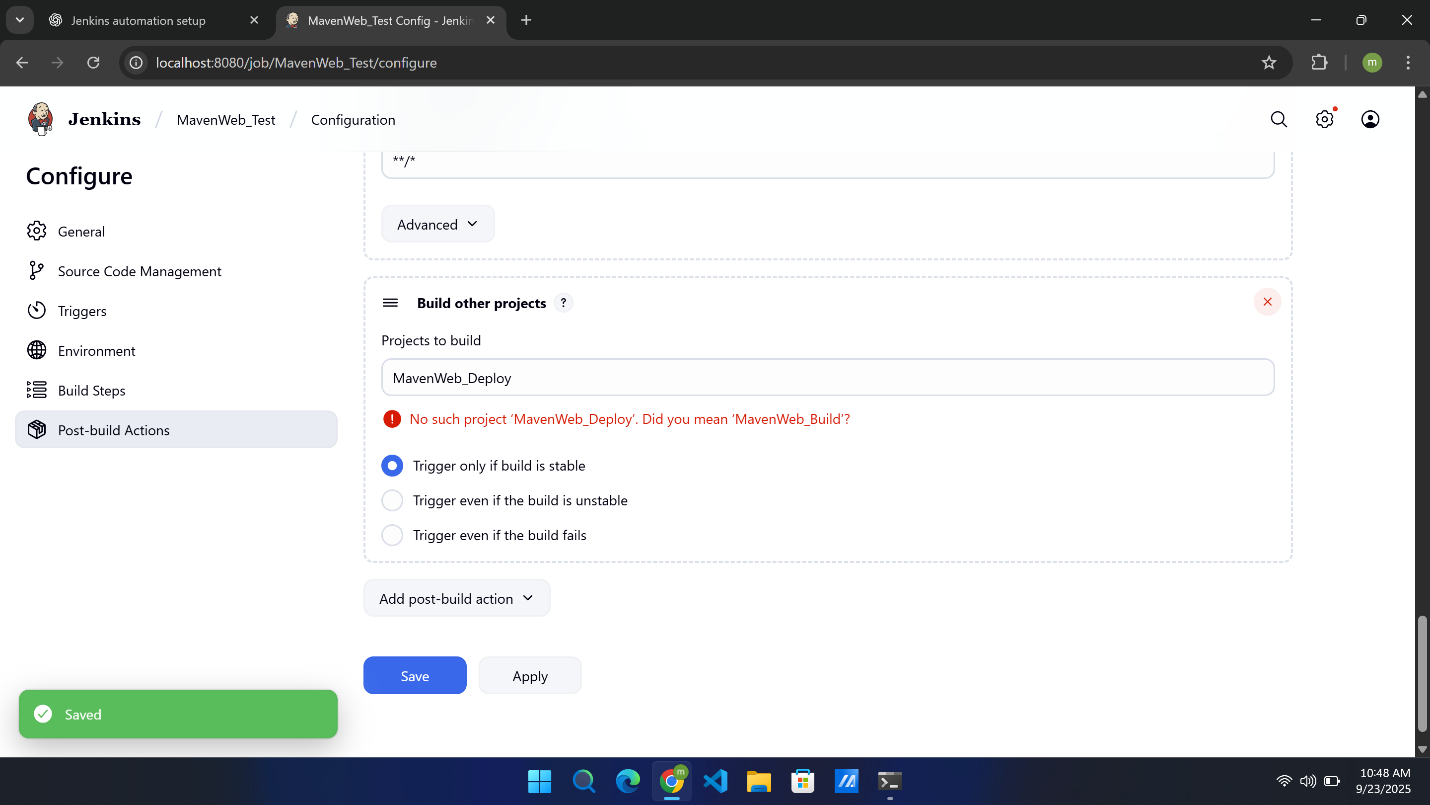 Jenkins automation setup
MavenWeb_Test Config - Jenkin
localhost:8080/job/MavenWeb_Test/configure
m
Jenkins / MavenWeb_Test / Configuration
Configure
General
Source Code Management
Triggers
Environment
Build Steps
Post-build Actions
**/*
Advanced
Build other projects ?
Projects to build
MavenWeb_Deploy
No such project ‘MavenWeb_Deploy’. Did you mean ‘MavenWeb_Build’?
Trigger only if build is stable
Trigger even if the build is unstable
Trigger even if the build fails
Add post-build action
Save
Apply
Saved
m
10:48 AM
9/23/2025